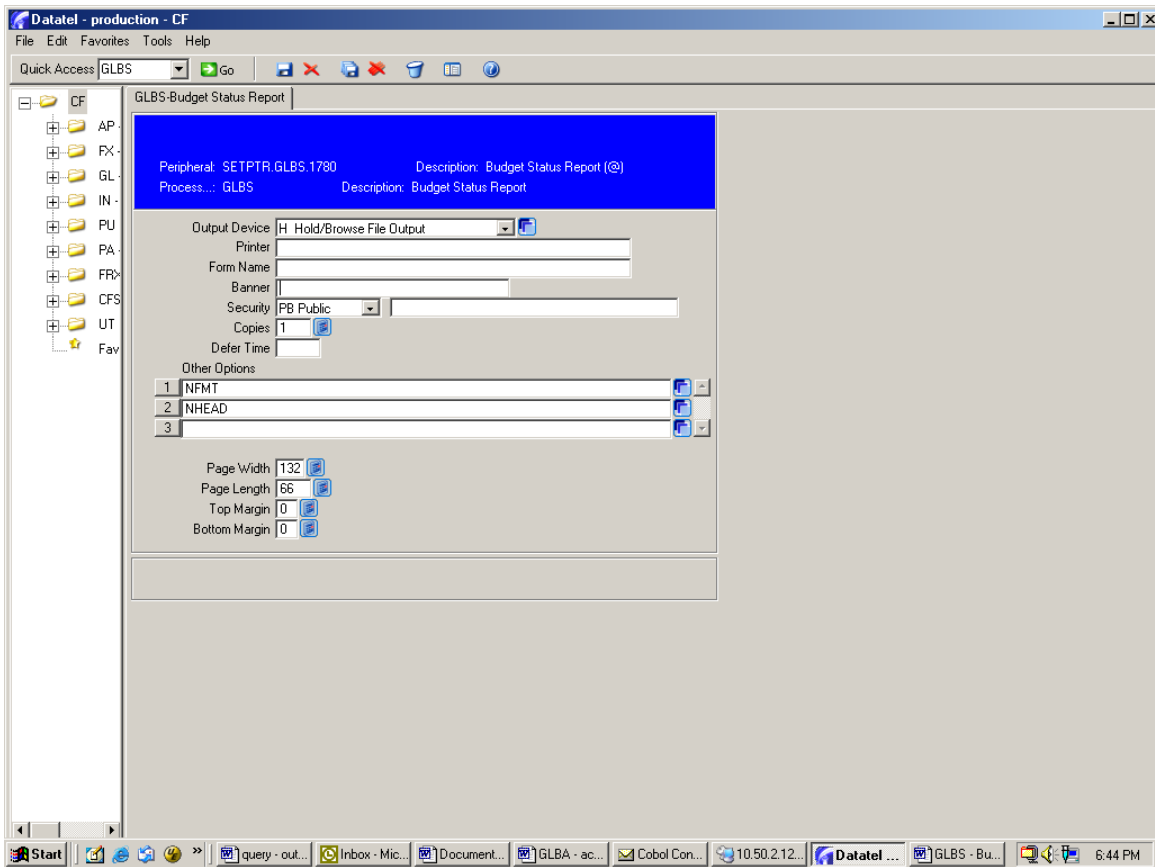 Datatel - production - CF
File Edit Favorites Tools Help
Quick Access GLBS Go
CF
AP -
FX -
GL -
IN -
PU
PA -
FRX
CFS
UT
Fav
GLBS-Budget Status Report
Peripheral: SETPTR.GLBS.1780 Description: Budget Status Report (@)
Process...: GLBS Description: Budget Status Report
Output Device H Hold/Browse File Output
Printer
Form Name
Banner
Security PB Public
Copies 1
Defer Time
Other Options
1 NFMT
2 NHEAD
3
Page Width 132
Page Length 66
Top Margin 0
Bottom Margin 0
Start » query - out... Inbox - Mic... Document... GLBA - ac... Cobol Con... 10.50.2.12... Datatel ... GLBS - Bu... 6:44 PM